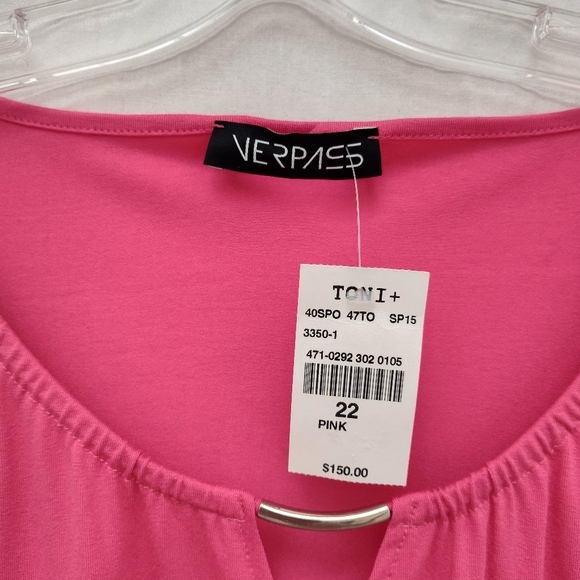 VERPASS
TONI+
40SPO 47TO SP15
3350-1
471-0292 302 0105
22
PINK
$150.00